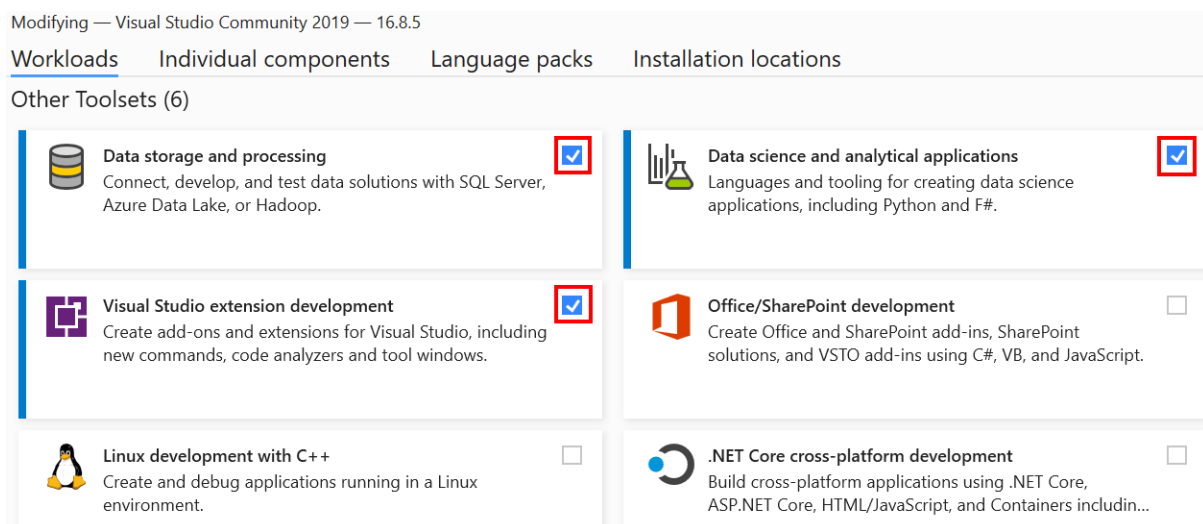 Modifying — Visual Studio Community 2019 — 16.8.5
Workloads Individual components Language packs Installation locations
Other Toolsets (6)
Data storage and processing
Connect, develop, and test data solutions with SQL Server,
Azure Data Lake, or Hadoop.
Data science and analytical applications
Languages and tooling for creating data science
applications, including Python and F#.
Visual Studio extension development
Create add-ons and extensions for Visual Studio, including
new commands, code analyzers and tool windows.
Office/SharePoint development
Create Office and SharePoint add-ins, SharePoint
solutions, and VSTO add-ins using C#, VB, and JavaScript.
Linux development with C++
Create and debug applications running in a Linux
environment.
.NET Core cross-platform development
Build cross-platform applications using .NET Core,
ASP.NET Core, HTML/JavaScript, and Containers includin...